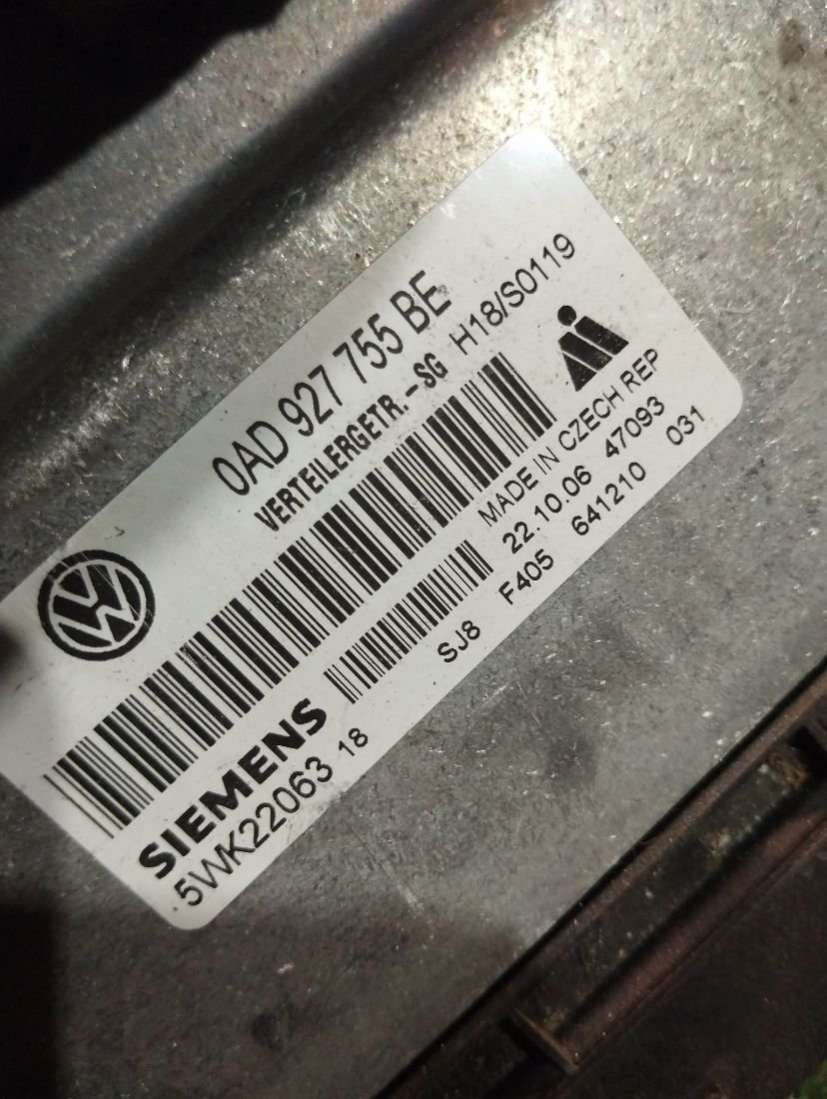 0AD 927 755 BE
VERTEILERGETR.-SG H18/S0119
MADE IN CZECH REP
22.10.06 47093
SJ8 F405 641210 031
SIEMENS
5WK22063 18